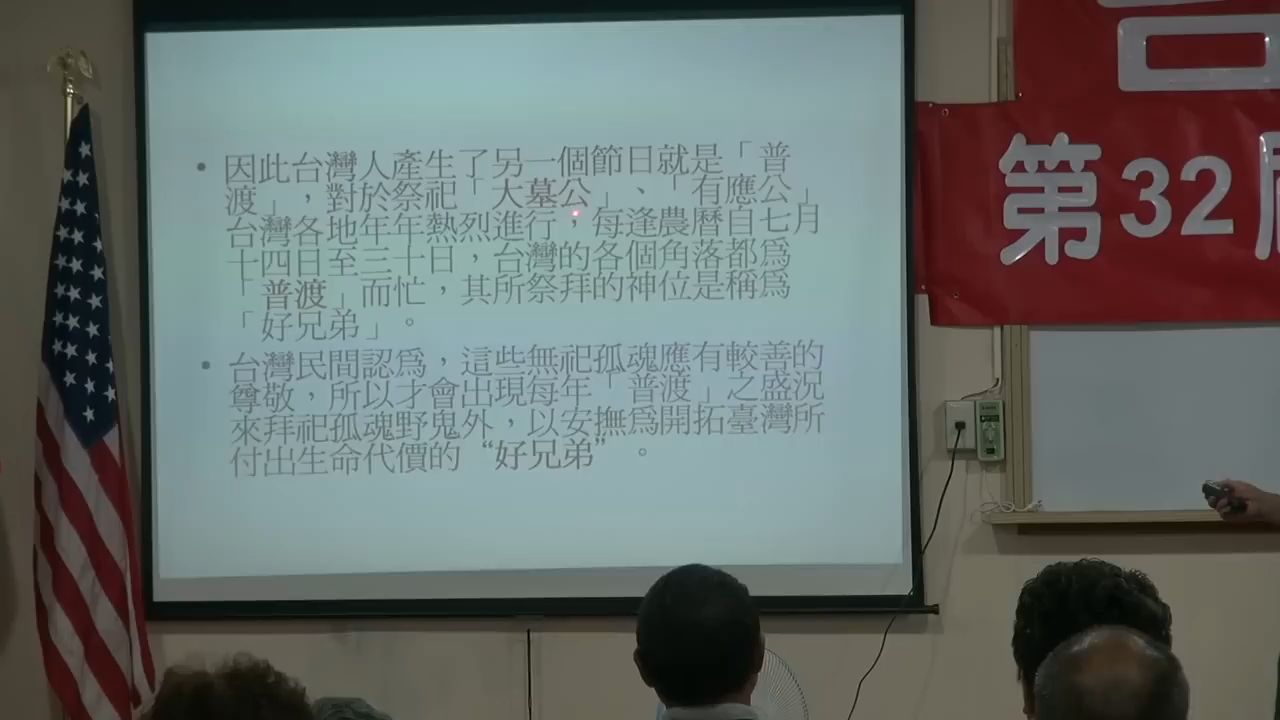 • 因此台灣人產生了另一個節日就是「普
渡」，對於祭祀「大墓公」、「有應公」
台灣各地年年熱烈進行，每逢農曆自七月
十四日至三十日，台灣的各個角落都為
「普渡」而忙，其所祭拜的神位是稱為
「好兄弟」。
• 台灣民間認為，這些無祀孤魂應有較善的
尊敬，所以才會出現每年「普渡」之盛況
來拜祀孤魂野鬼外，以安撫為開拓臺灣所
付出生命代價的“好兄弟”。
第32